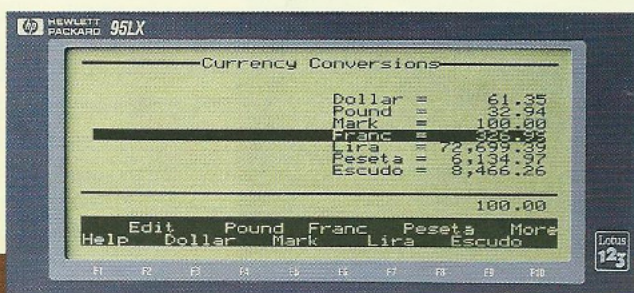 hp HEWLETT
PACKARD 95LX
Currency Conversions
Dollar = 61.35
Pound = 32.94
Mark = 100.00
Franc =
Lira = 72,699.39
Peseta = 6,134.97
Escudo = 8,466.26
100.00
Edit Pound Franc Peseta More
Help Dollar Mark Lira Escudo
F1 F2 F3 F4 F5 F6 F7 F8 F9 F10
Lotus
123